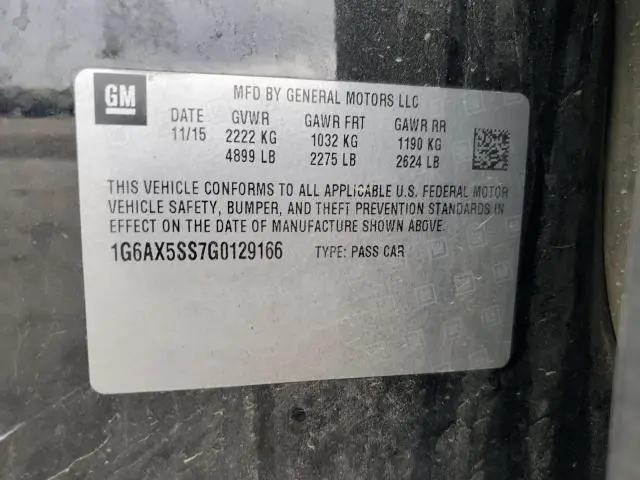 GM
MFD BY GENERAL MOTORS LLC
DATE GVWR GAWR FRT GAWR RR
11/15 2222 KG 1032 KG 1190 KG
4899 LB 2275 LB 2624 LB
THIS VEHICLE CONFORMS TO ALL APPLICABLE U.S. FEDERAL MOTOR
VEHICLE SAFETY, BUMPER, AND THEFT PREVENTION STANDARDS IN
EFFECT ON THE DATE OF MANUFACTURE SHOWN ABOVE.
1G6AX5SS7G0129166 TYPE: PASS CAR